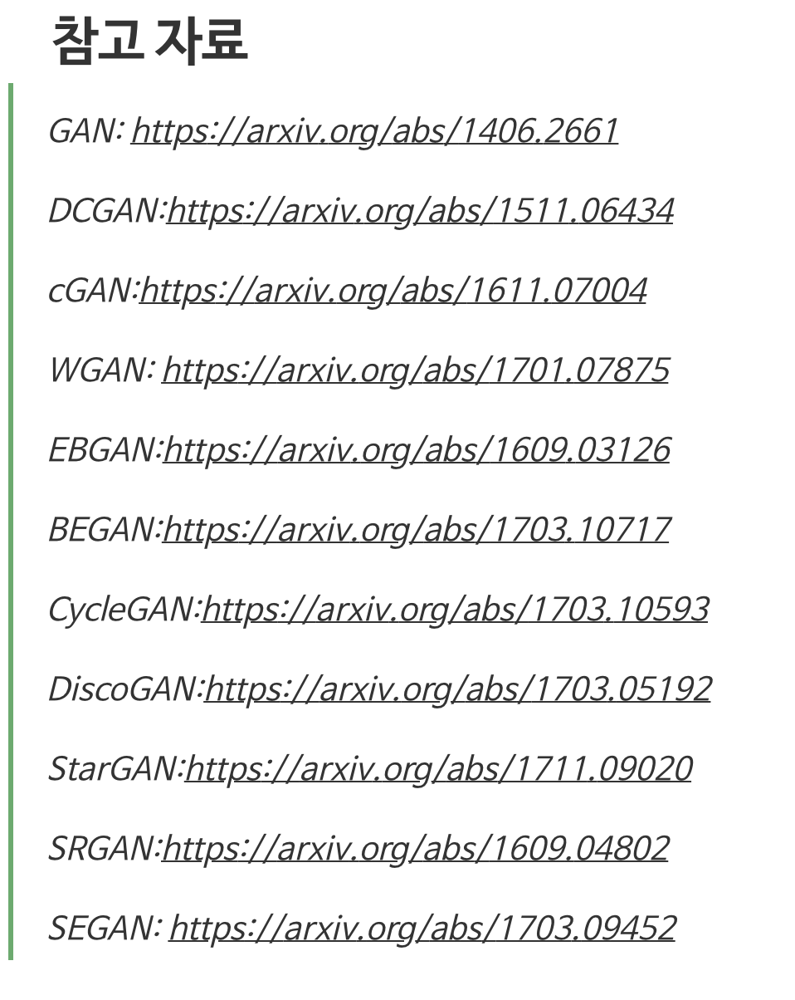 참고 자료
GAN: https://arxiv.org/abs/1406.2661
DCGAN:https://arxiv.org/abs/1511.06434
cGAN:https://arxiv.org/abs/1611.07004
WGAN: https://arxiv.org/abs/1701.07875
EBGAN:https://arxiv.org/abs/1609.03126
BEGAN:https://arxiv.org/abs/1703.10717
CycleGAN:https://arxiv.org/abs/1703.10593
DiscoGAN:https://arxiv.org/abs/1703.05192
StarGAN:https://arxiv.org/abs/1711.09020
SRGAN:https://arxiv.org/abs/1609.04802
SEGAN: https://arxiv.org/abs/1703.09452